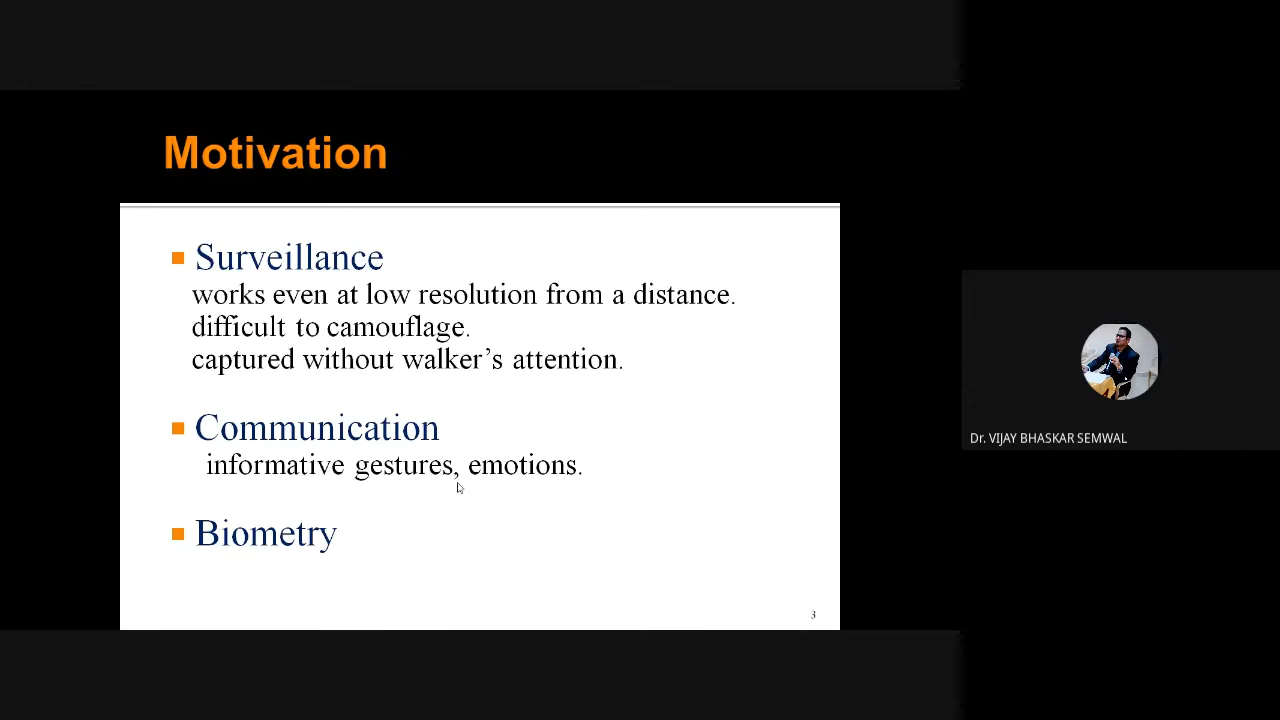 Motivation
Surveillance
works even at low resolution from a distance.
difficult to camouflage.
captured without walker’s attention.
Communication
informative gestures, emotions.
Biometry
3
Dr. VIJAY BHASKAR SEMWAL